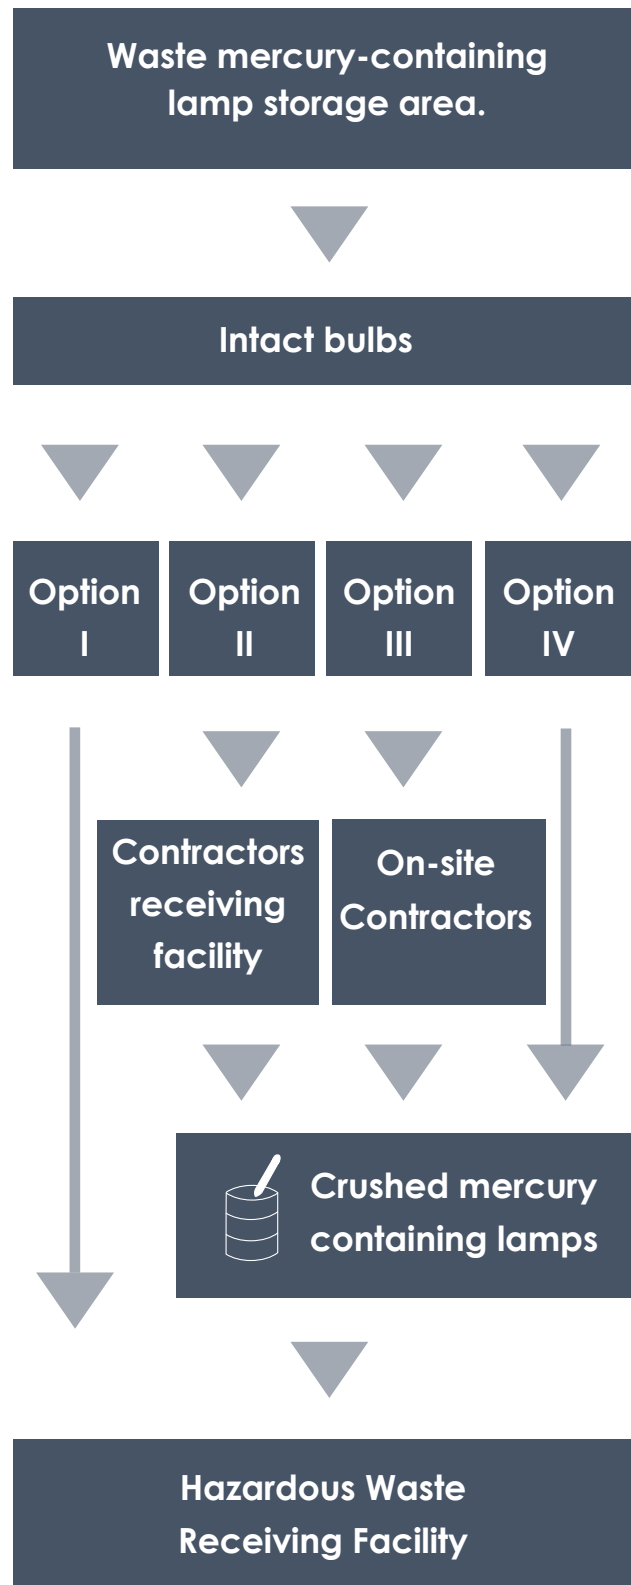 Waste mercury-containing
lamp storage area.
Intact bulbs
Option
I
Option
II
Option
III
Option
IV
Contractors
receiving
facility
On-site
Contractors
Crushed mercury
containing lamps
Hazardous Waste
Receiving Facility